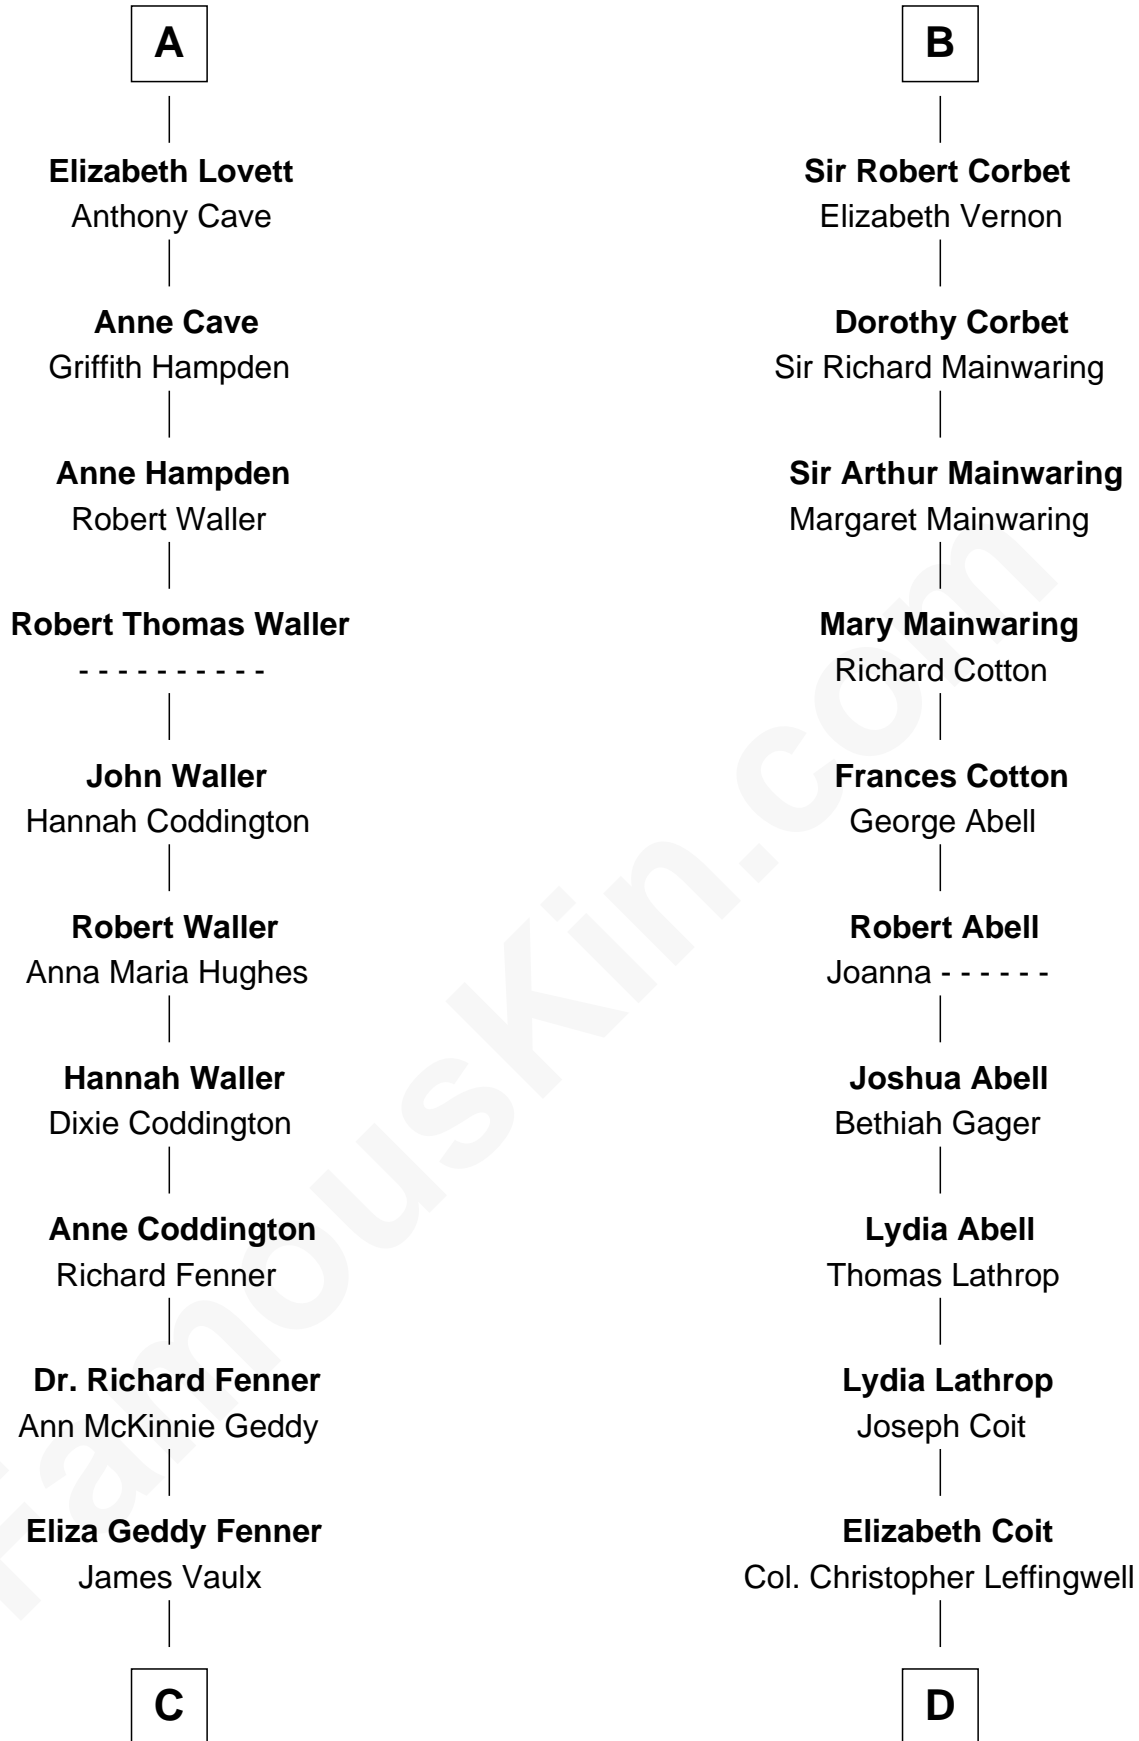 A
Elizabeth Lovett
Anthony Cave
Anne Cave
Griffith Hampden
Anne Hampden
Robert Waller
Robert Thomas Waller
- - - - - - - - - -
John Waller
Hannah Coddington
Robert Waller
Anna Maria Hughes
Hannah Waller
Dixie Coddington
Anne Coddington
Richard Fenner
Dr. Richard Fenner
Ann McKinnie Geddy
Eliza Geddy Fenner
James Vaulx
C
B
Sir Robert Corbet
Elizabeth Vernon
Dorothy Corbet
Sir Richard Mainwaring
Sir Arthur Mainwaring
Margaret Mainwaring
Mary Mainwaring
Richard Cotton
Frances Cotton
George Abell
Robert Abell
Joanna - - - - - -
Joshua Abell
Bethiah Gager
Lydia Abell
Thomas Lathrop
Lydia Lathrop
Joseph Coit
Elizabeth Coit
Col. Christopher Leffingwell
D
FamousKin.com